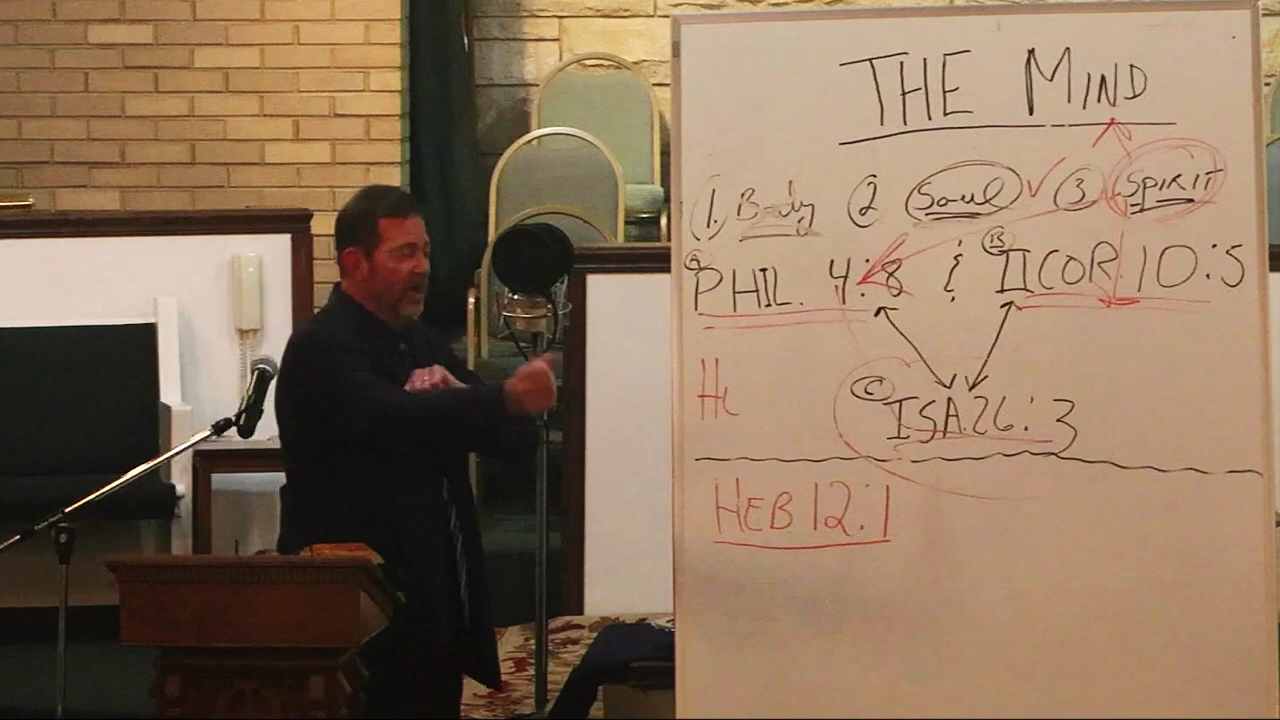 THE MIND
1. Body ② Soul ✓ ③ SPIRIT
Ⓐ PHIL. 4:8 & Ⓑ II COR. 10:5
He
Ⓒ ISA. 26:3
HEB 12:1